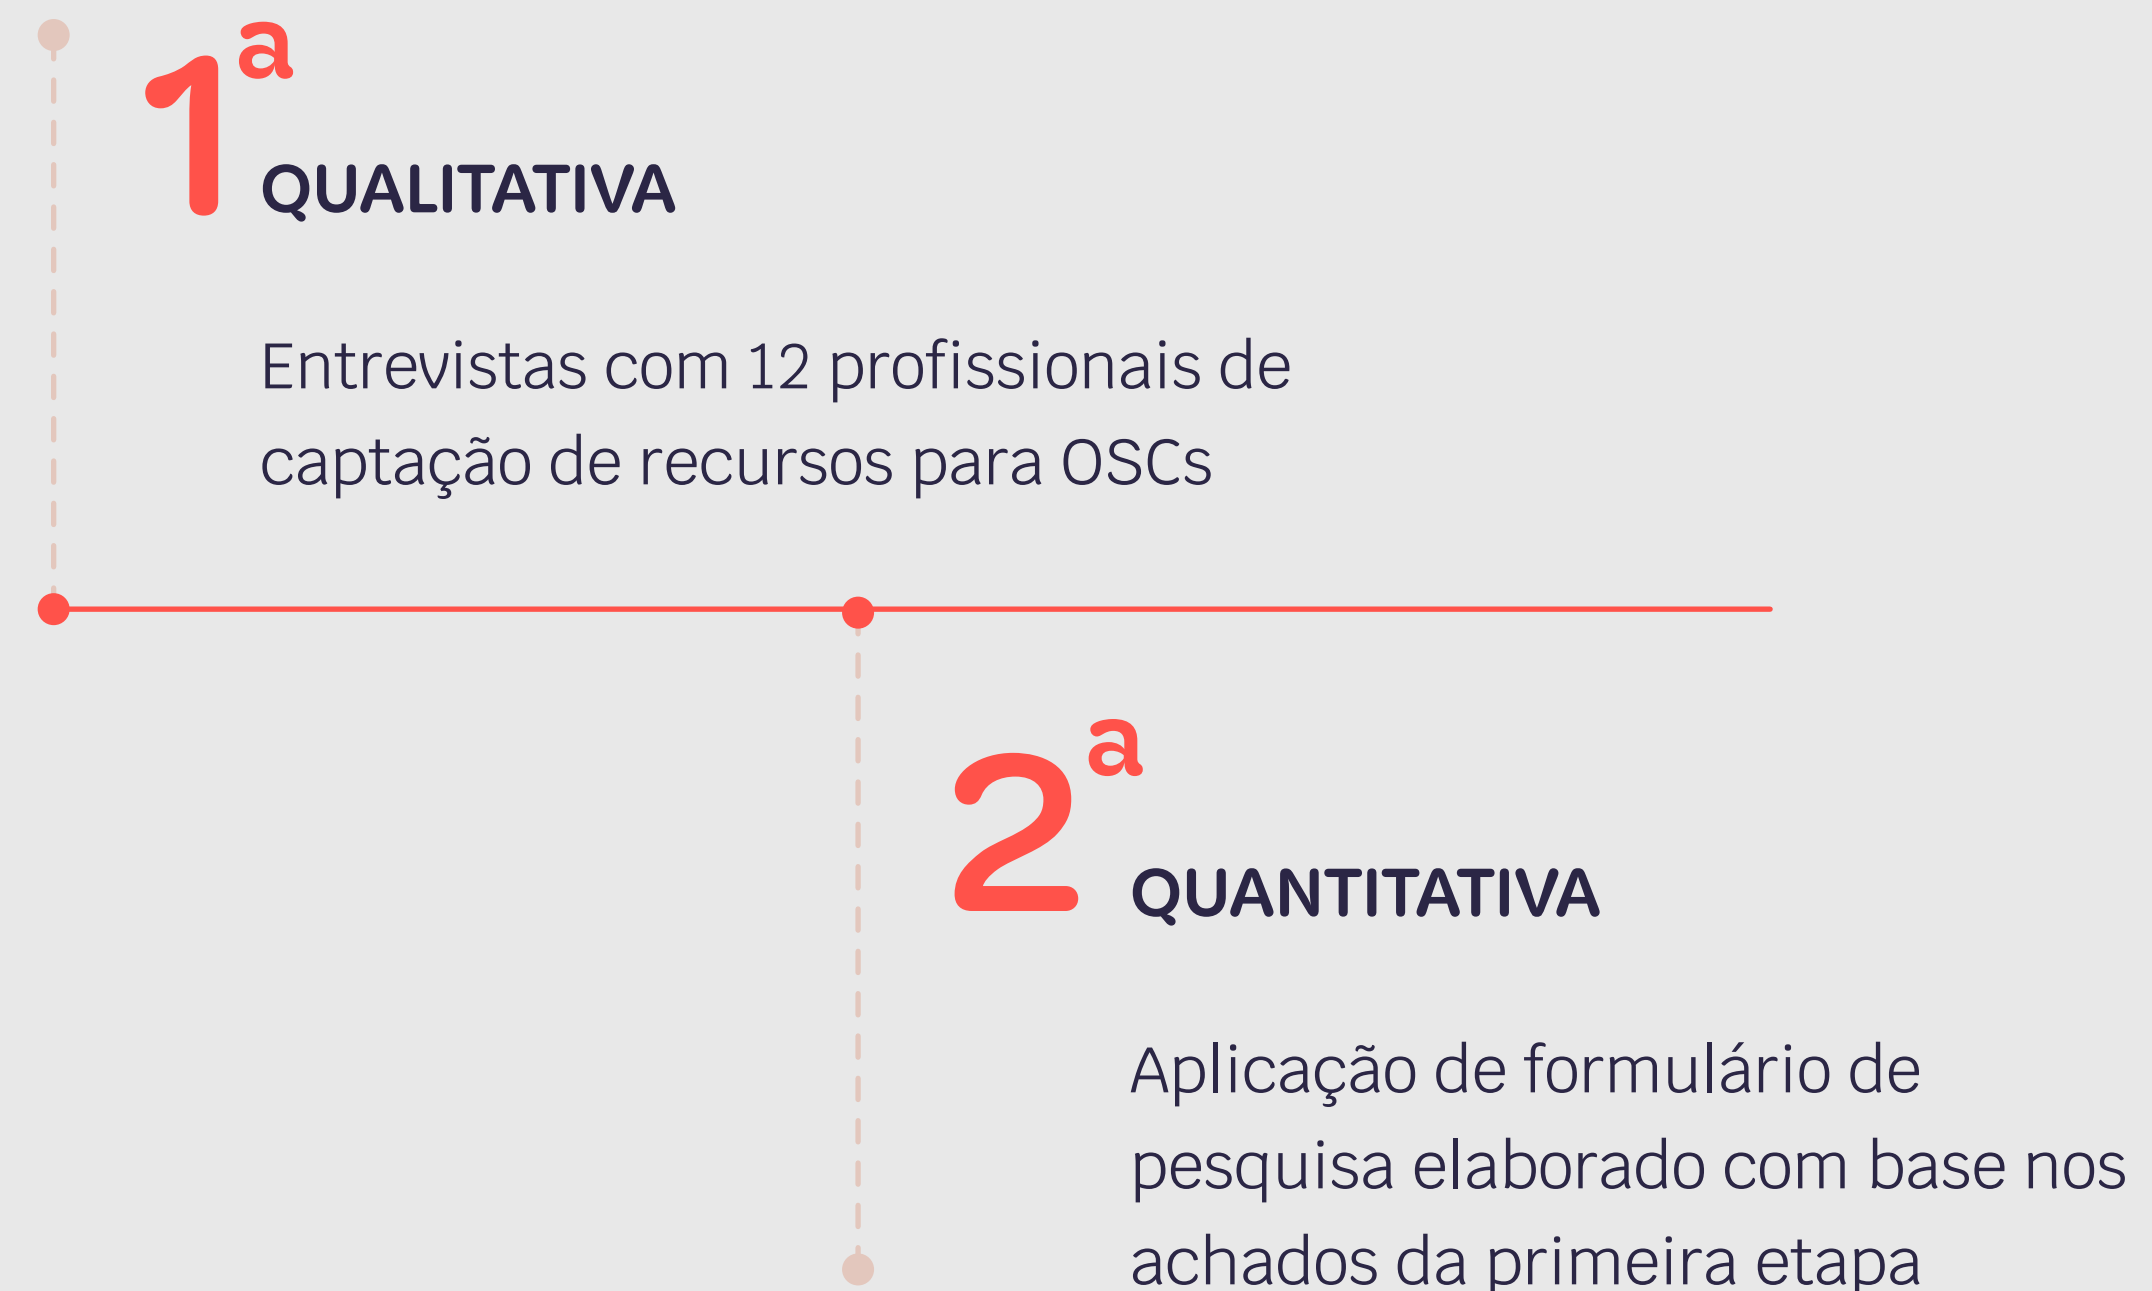 1ª QUALITATIVA
Entrevistas com 12 profissionais de
captação de recursos para OSCs
2ª QUANTITATIVA
Aplicação de formulário de
pesquisa elaborado com base nos
achados da primeira etapa